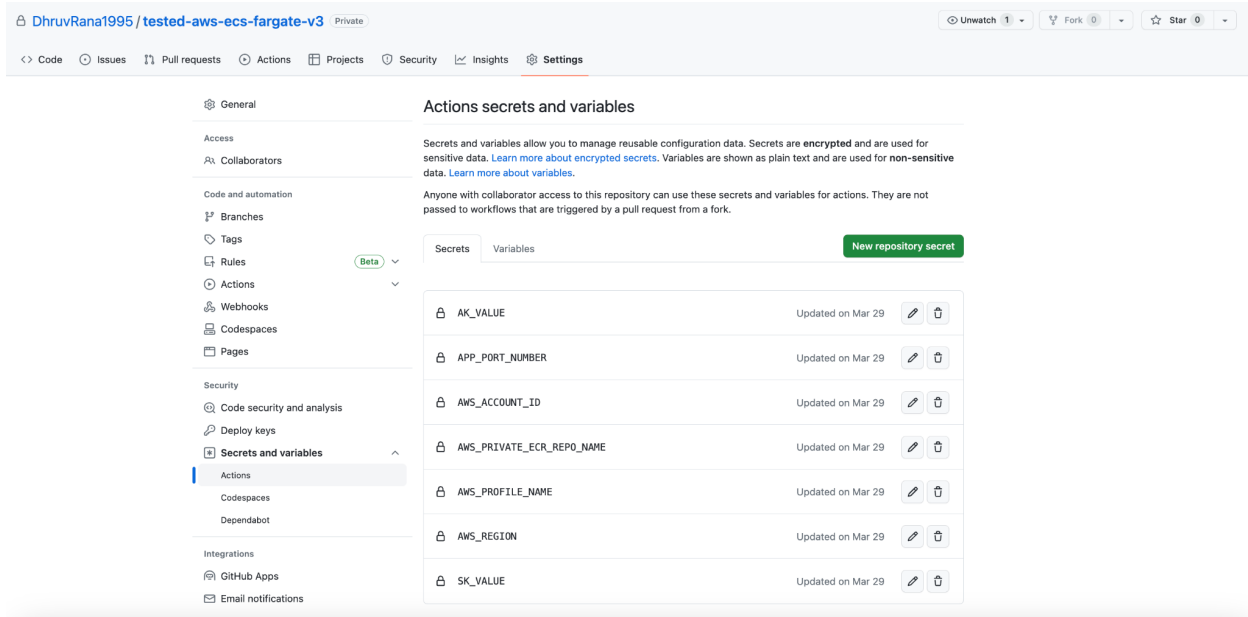 DhruvRana1995 / tested-aws-ecs-fargate-v3 Private
Unwatch 1 Fork 0 Star 0
Code Issues Pull requests Actions Projects Security Insights Settings
General
Access
Collaborators
Code and automation
Branches
Tags
Rules Beta
Actions
Webhooks
Codespaces
Pages
Security
Code security and analysis
Deploy keys
Secrets and variables
Actions
Codespaces
Dependabot
Integrations
GitHub Apps
Email notifications
Actions secrets and variables
Secrets and variables allow you to manage reusable configuration data. Secrets are encrypted and are used for
sensitive data. Learn more about encrypted secrets. Variables are shown as plain text and are used for non-sensitive
data. Learn more about variables.
Anyone with collaborator access to this repository can use these secrets and variables for actions. They are not
passed to workflows that are triggered by a pull request from a fork.
Secrets Variables New repository secret
AK_VALUE Updated on Mar 29
APP_PORT_NUMBER Updated on Mar 29
AWS_ACCOUNT_ID Updated on Mar 29
AWS_PRIVATE_ECR_REPO_NAME Updated on Mar 29
AWS_PROFILE_NAME Updated on Mar 29
AWS_REGION Updated on Mar 29
SK_VALUE Updated on Mar 29